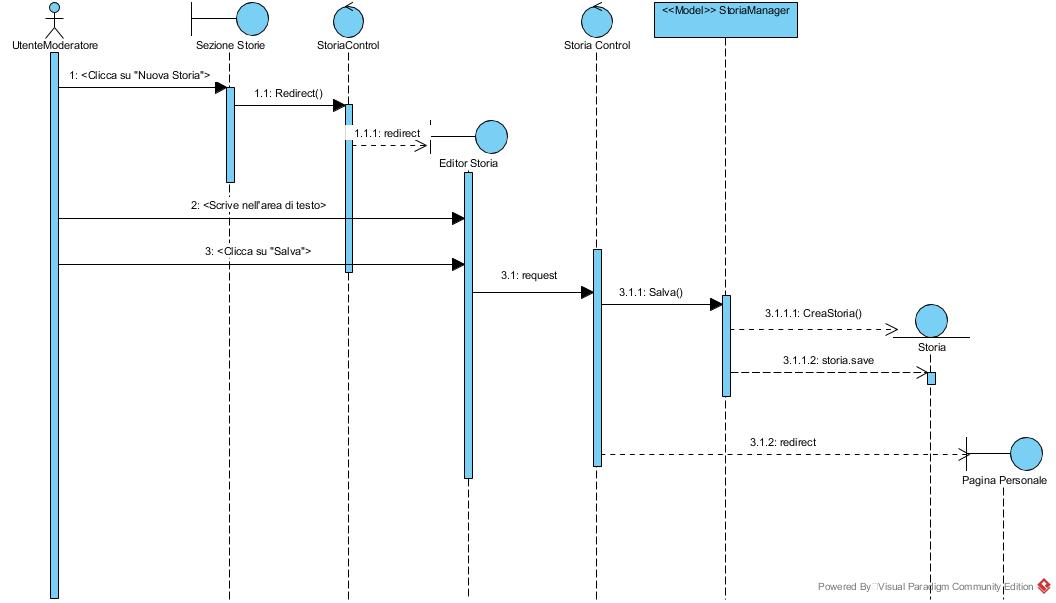 <<Model>> StoriaManager
UtenteModeratore
Sezione Storie
StoriaControl
Storia Control
1: <Clicca su "Nuova Storia">
1.1: Redirect()
1.1.1: redirect
Editor Storia
2: <Scrive nell'area di testo>
3: <Clicca su "Salva">
3.1: request
3.1.1: Salva()
3.1.1.1: CreaStoria()
Storia
3.1.1.2: storia.save
3.1.2: redirect
Pagina Personale
Powered By Visual Paradigm Community Edition